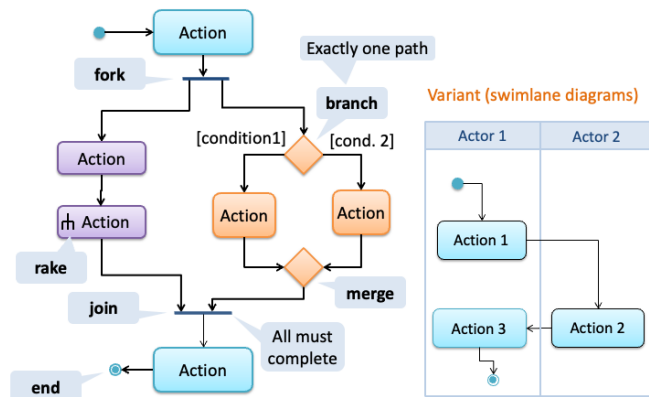 Action
Exactly one path
fork
branch
[condition1]
[cond. 2]
Action
Action
Action
Action
rake
merge
join
All must
complete
Action
end
Variant (swimlane diagrams)
Actor 1
Actor 2
Action 1
Action 3
Action 2